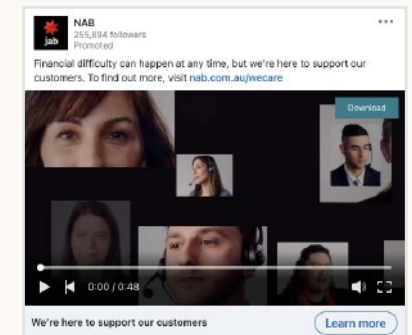 NAB
255,894 followers
Promoted
jab
Financial difficulty can happen at any time, but we're here to support our
customers. To find out more, visit nab.com.au/wecare
Download
0:00 / 0:48
We're here to support our customers
Learn more